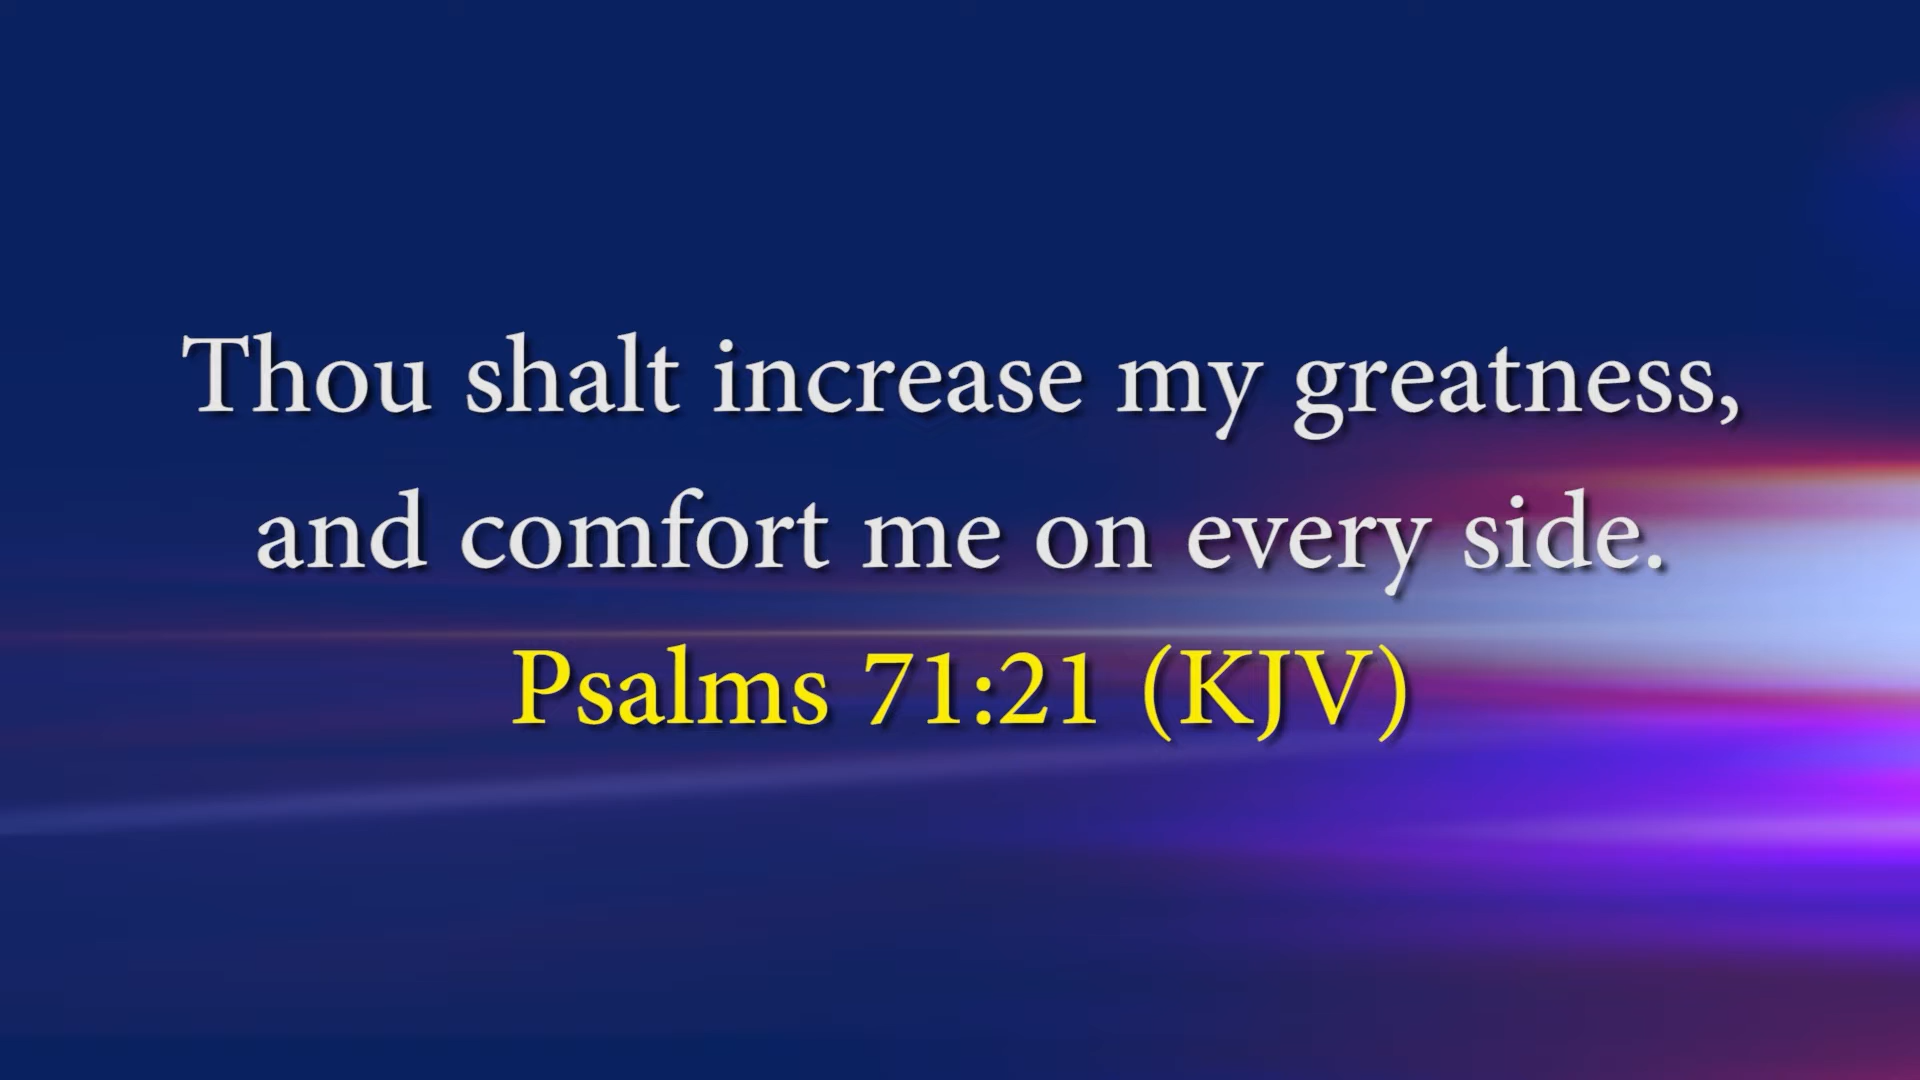 Thou shalt increase my greatness,
and comfort me on every side.
Psalms 71:21 (KJV)